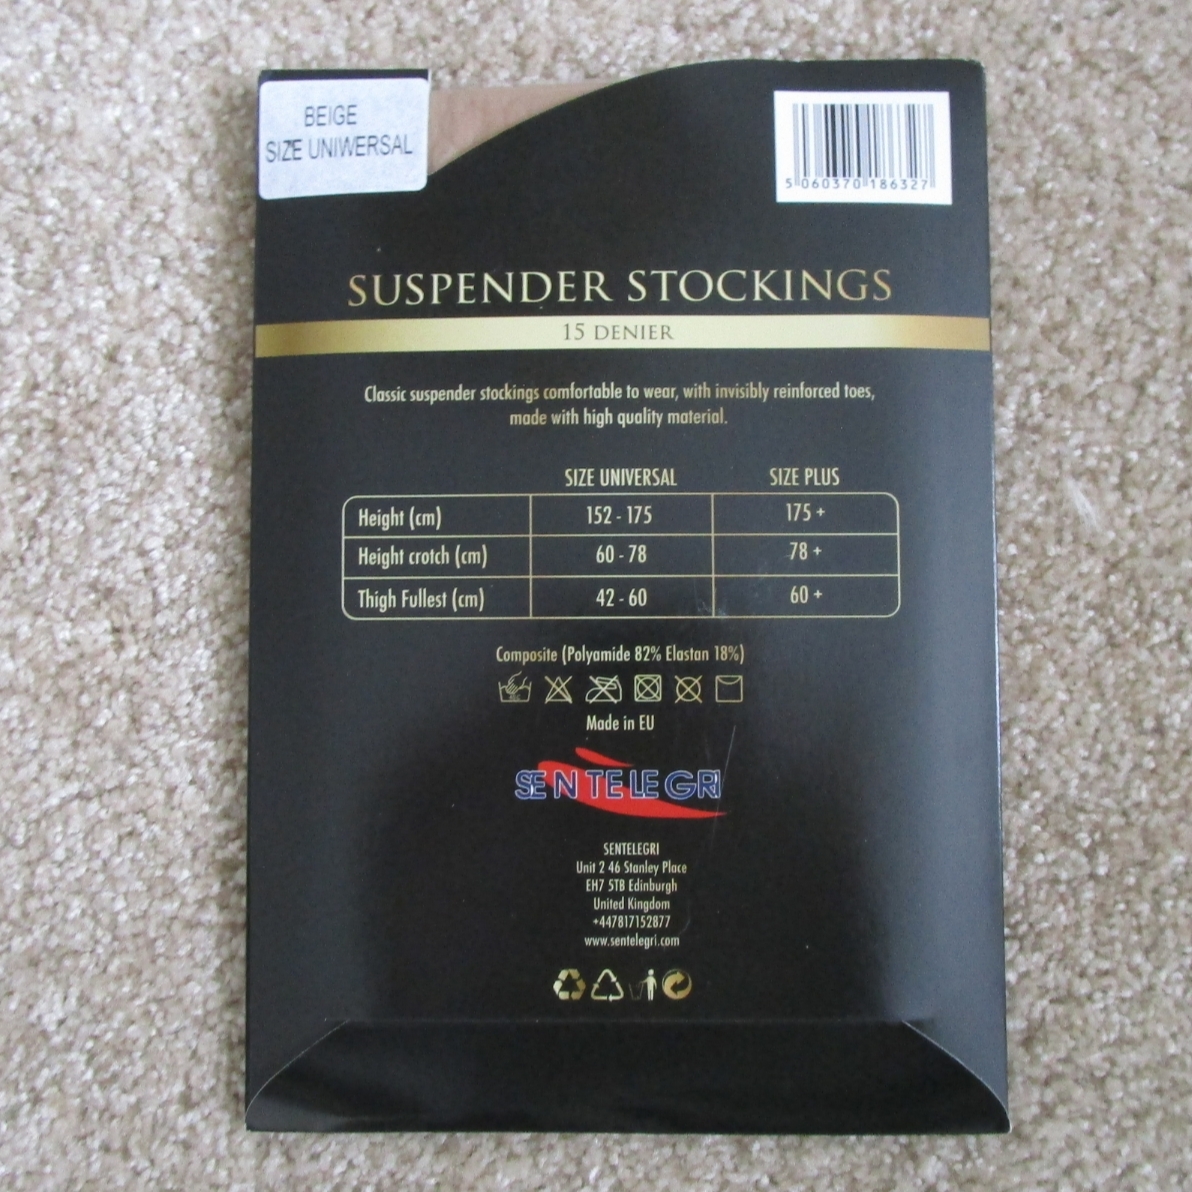 BEIGE
SIZE UNIWERSAL
5 060370 186327
SUSPENDER STOCKINGS
15 DENIER
Classic suspender stockings comfortable to wear, with invisibly reinforced toes,
made with high quality material.
SIZE UNIVERSAL SIZE PLUS
Height (cm) 152 - 175 175 +
Height crotch (cm) 60 - 78 78 +
Thigh Fullest (cm) 42 - 60 60 +
Composite (Polyamide 82% Elastan 18%)
Made in EU
SENTELEGRI
SENTELEGRI
Unit 2 46 Stanley Place
EH7 5TB Edinburgh
United Kingdom
+447817152877
www.sentelegri.com